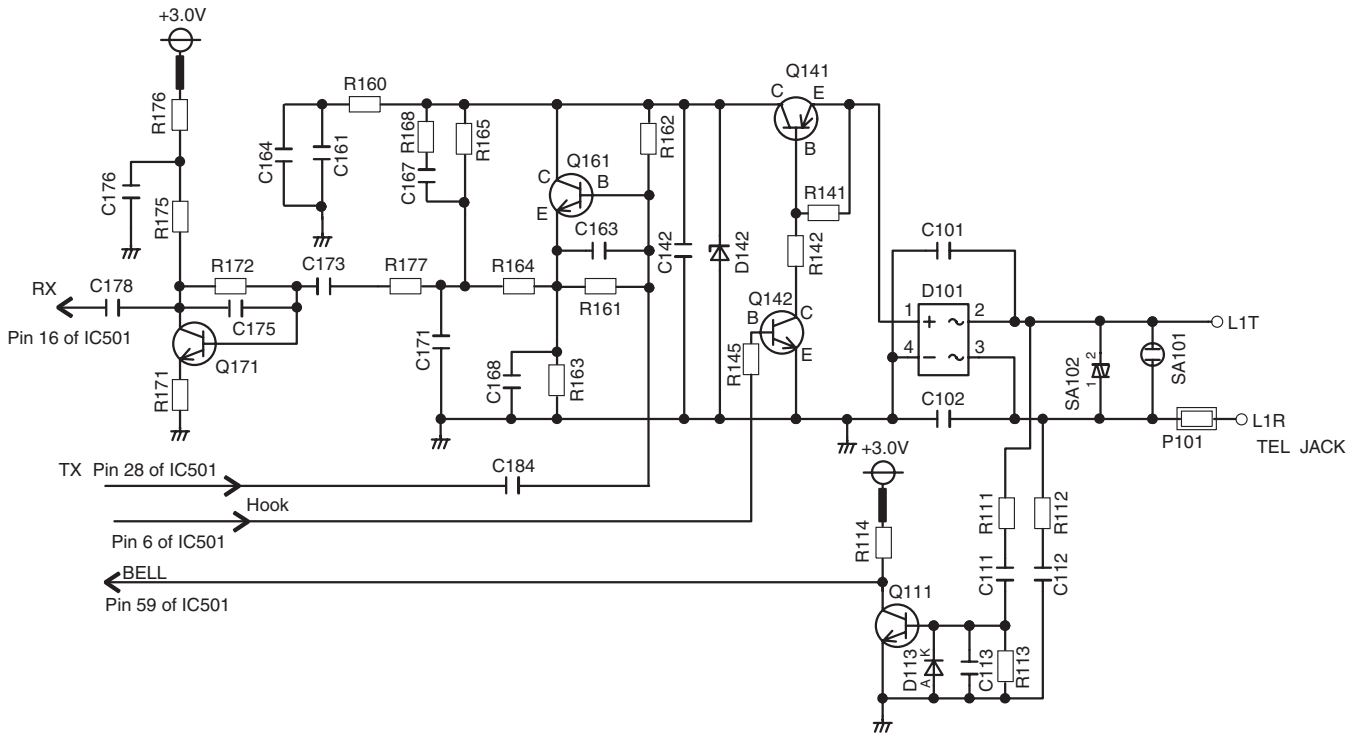 +3.0V
R176
C176
R175
RX
C178
Pin 16 of IC501
R172
C175
Q171
R171
C173
R177
C164
C161
R160
R168
C167
R165
Q161
C
B
E
R162
C163
R164
R161
C171
C168
R163
C142
D142
Q141
C
E
B
R141
R142
Q142
B
C
E
R145
C101
D101
1
+
~
2
4
−
~
3
C102
L1T
SA102
1
2
SA101
P101
L1R
TEL JACK
TX Pin 28 of IC501
C184
Hook
Pin 6 of IC501
BELL
Pin 59 of IC501
+3.0V
R114
Q111
R111
R112
C111
C112
D113
A
K
C113
R113